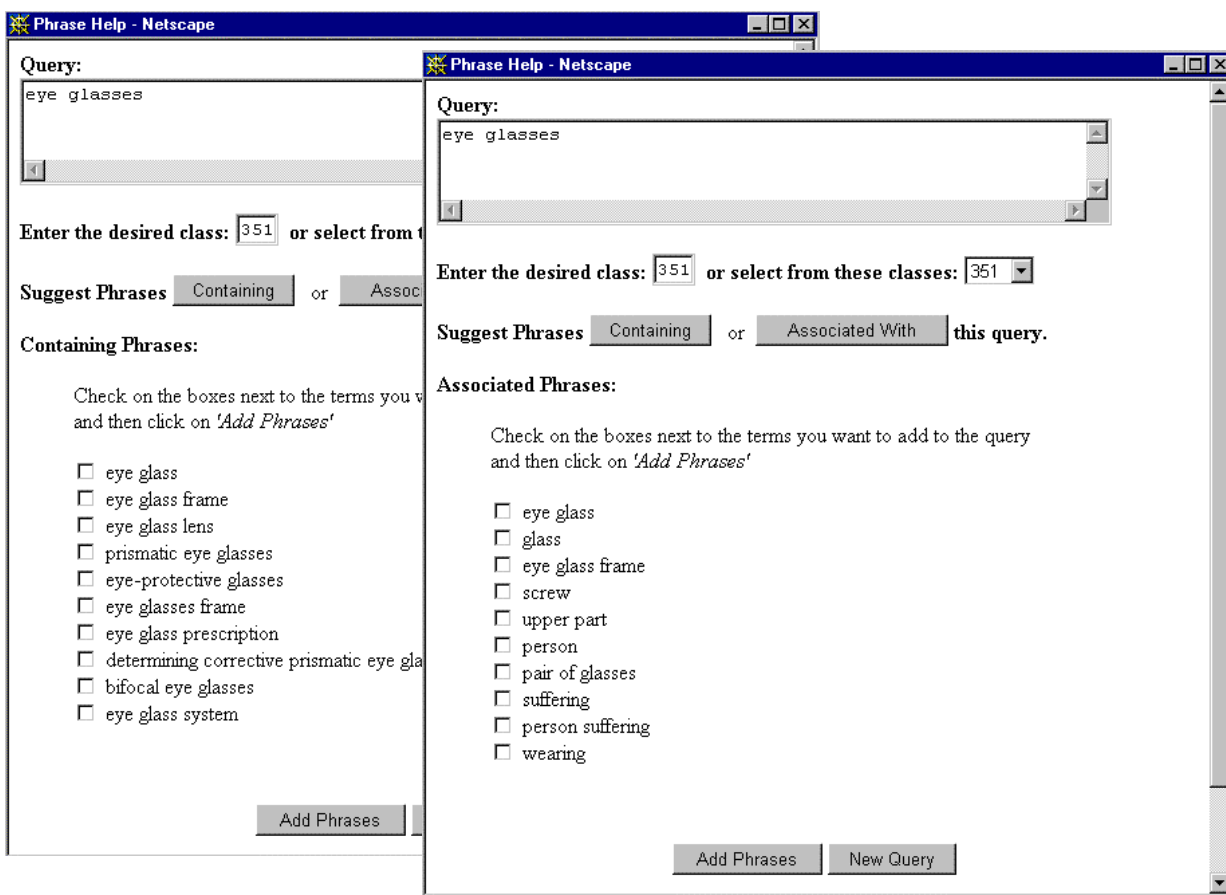 Phrase Help - Netscape
Query:
eye glasses
Enter the desired class: 351 or select from
Suggest Phrases Containing or
Containing Phrases:
Check on the boxes next to the terms you
and then click on 'Add Phrases'
eye glass
eye glass frame
eye glass lens
prismatic eye glasses
eye-protective glasses
eye glasses frame
eye glass prescription
determining corrective prismatic eye
bifocal eye glasses
eye glass system
Add Phrases
Phrase Help - Netscape
Query:
eye glasses
Enter the desired class: 351 or select from these classes: 351
Suggest Phrases Containing or Associated With this query.
Associated Phrases:
Check on the boxes next to the terms you want to add to the query
and then click on 'Add Phrases'
eye glass
glass
eye glass frame
screw
upper part
person
pair of glasses
suffering
person suffering
wearing
Add Phrases New Query